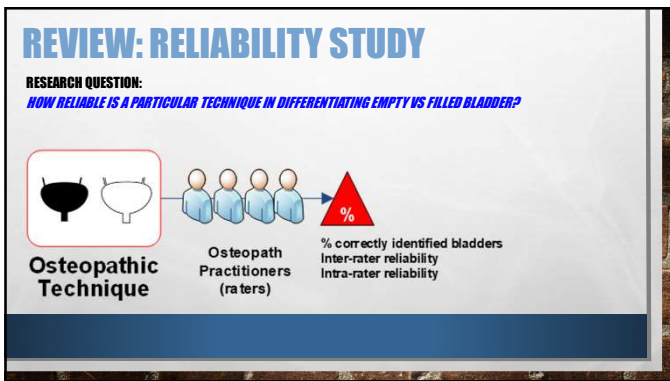 REVIEW: RELIABILITY STUDY
RESEARCH QUESTION:
HOW RELIABLE IS A PARTICULAR TECHNIQUE IN DIFFERENTIATING EMPTY VS FILLED BLADDER?
%
Osteopathic
Technique
Osteopath
Practitioners
(raters)
% correctly identified bladders
Inter-rater reliability
Intra-rater reliability